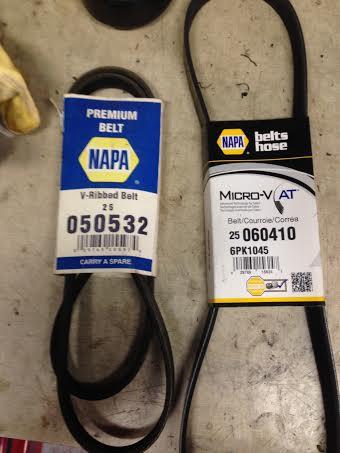 PREMIUM
BELT
NAPA
V-Ribbed Belt
25
050532
CARRY A SPARE
NAPA
belts
hose
MICRO-V AT
Belt/Courroie/Correa
25 060410
6PK1045